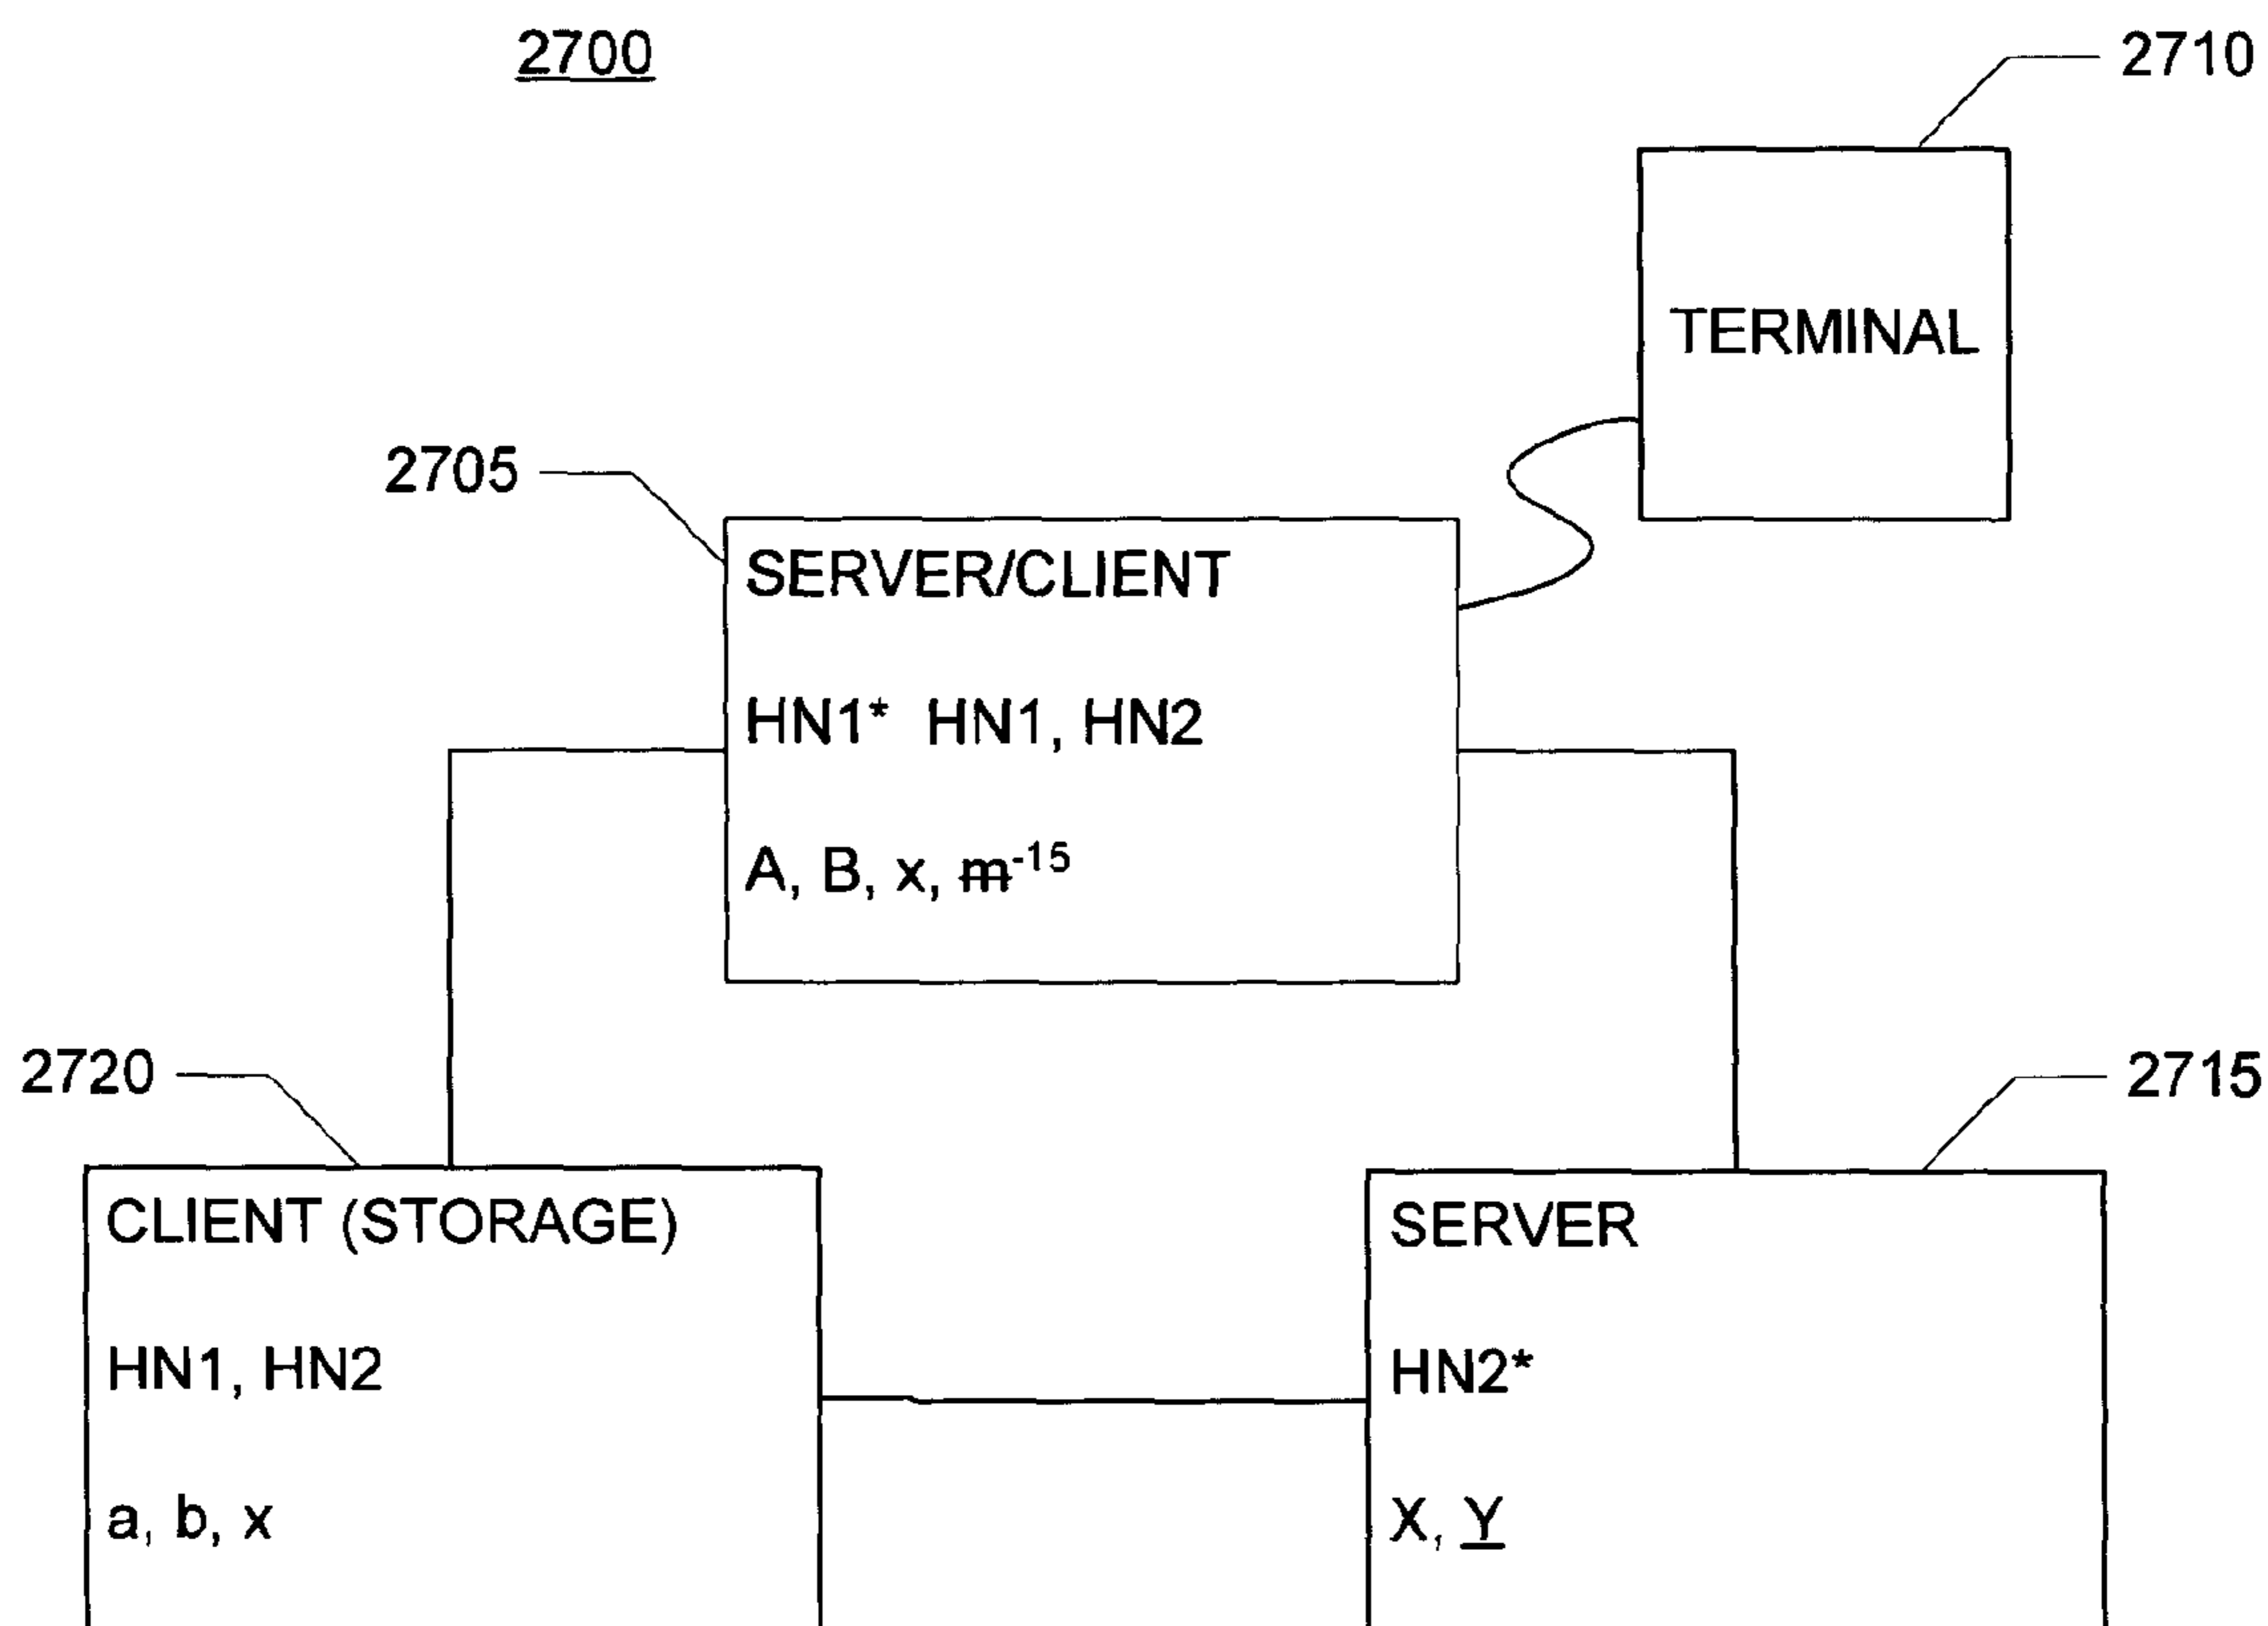 2700
2710
TERMINAL
2705
SERVER/CLIENT
HN1* HN1, HN2
A, B, x, m-15
2720
2715
CLIENT (STORAGE)
HN1, HN2
a, b, x
SERVER
HN2*
X, Y